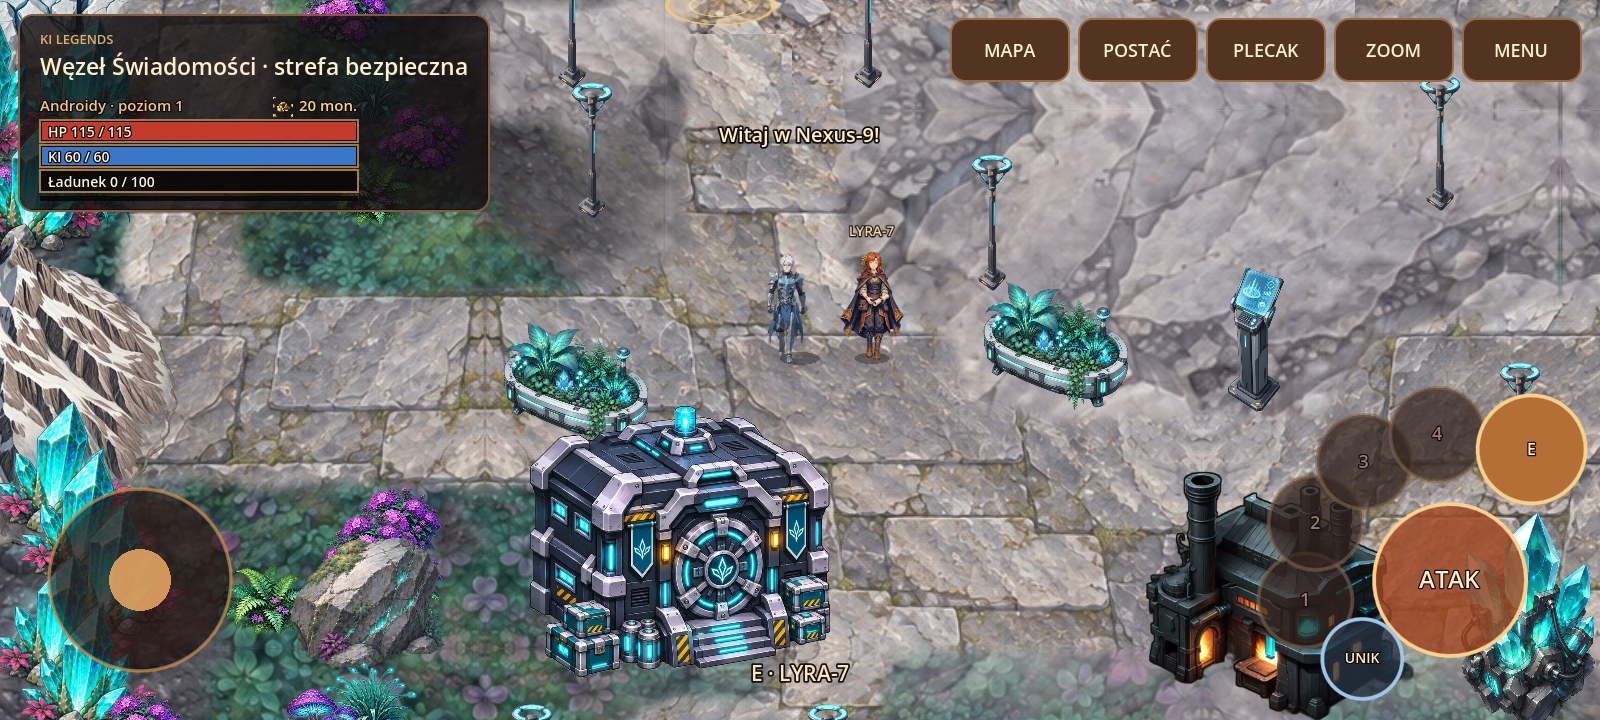 KI LEGENDS
Węzeł Świadomości · strefa bezpieczna
Androidy · poziom 1
20 mon.
HP 115 / 115
KI 60 / 60
Ładunek 0 / 100
MAPA
POSTAĆ
PLECAK
ZOOM
MENU
Witaj w Nexus-9!
LYRA-7
4
E
3
2
ATAK
1
UNIK
E · LYRA-7